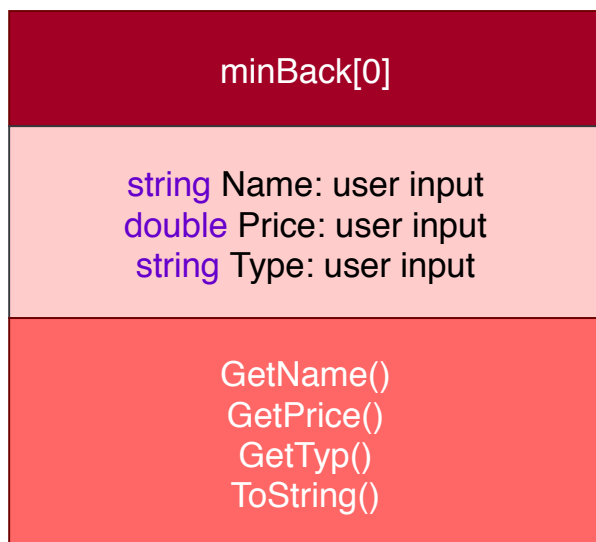 minBack[0]
string Name: user input
double Price: user input
string Type: user input
GetName()
GetPrice()
GetTyp()
ToString()